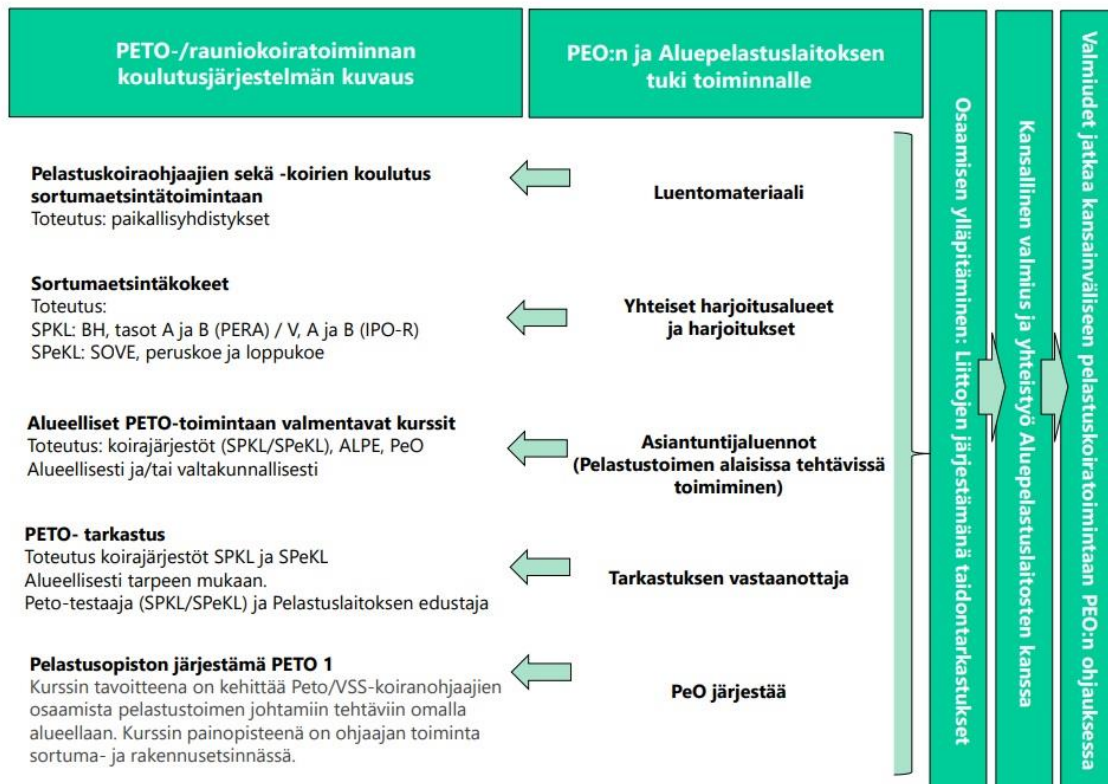 PETO-/rauniokoiratoiminnan
koulutusjärjestelmän kuvaus
PEO:n ja Aluepelastuslaitoksen
tuki toiminnalle
Pelastuskoiraohjaajien sekä -koirien koulutus
sortumaetsintätoimintaan
Toteutus: paikallisyhdistykset
Luentomateriaali
Sortumaetsintäkokeet
Toteutus:
SPKL: BH, tasot A ja B (PERA) / V, A ja B (IPO-R)
SPeKL: SOVE, peruskoe ja loppukoe
Yhteiset harjoitusalueet
ja harjoitukset
Alueelliset PETO-toimintaan valmentavat kurssit
Toteutus: koirajärjestöt (SPKL/SPeKL), ALPE, PeO
Alueellisesti ja/tai valtakunnallisesti
Asiantuntijaluennot
(Pelastustoimen alaisissa tehtävissä
toimiminen)
PETO- tarkastus
Toteutus koirajärjestöt SPKL ja SPeKL
Alueellisesti tarpeen mukaan.
Peto-testaaja (SPKL/SPeKL) ja Pelastuslaitoksen edustaja
Tarkastuksen vastaanottaja
Pelastusopiston järjestämä PETO 1
Kurssin tavoitteena on kehittää Peto/VSS-koiranohjaajien
osaamista pelastustoimen johtamiin tehtäviin omalla
alueellaan. Kurssin painopisteenä on ohjaajan toiminta
sortuma- ja rakennusetsinnässä.
PeO järjestää
Osaamisen ylläpitäminen: Liittojen järjestämänä taidontarkastukset
Kansallinen valmius ja yhteistyö Aluepelastuslaitosten kanssa
Valmiudet jatkaa kansainväliseen pelastuskoiratoimintaan PEO:n ohjauksessa